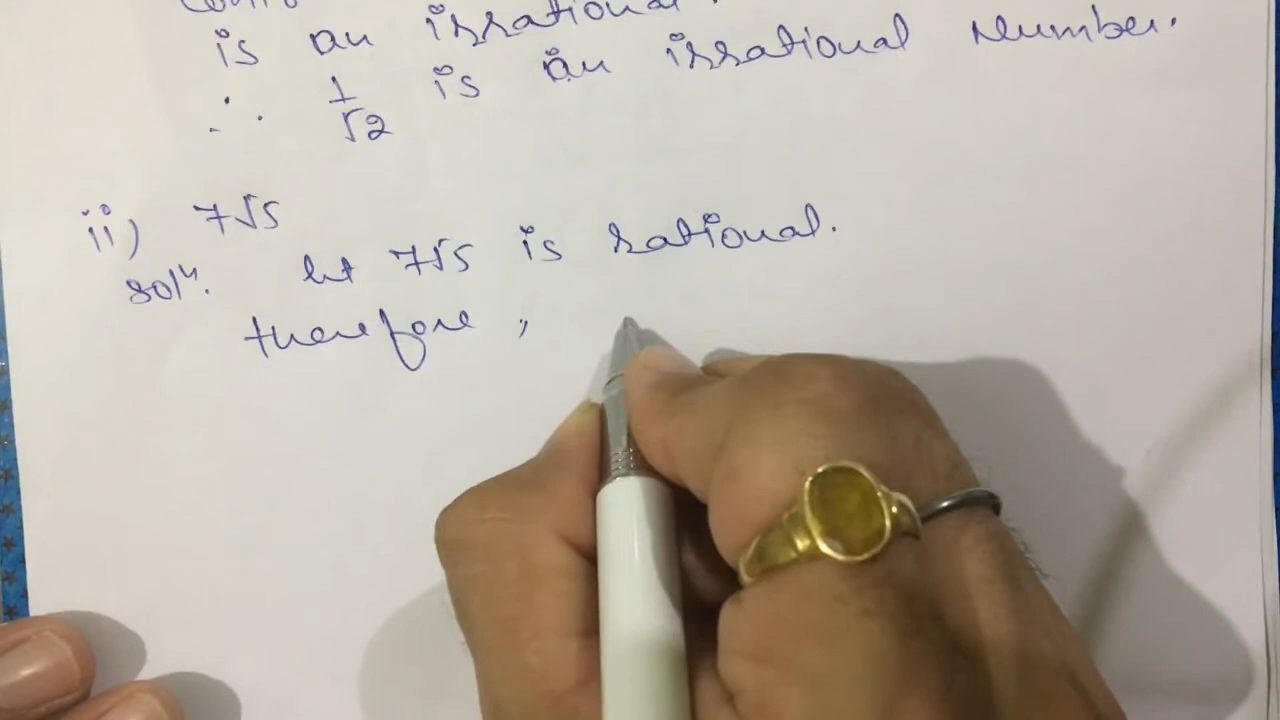 is an irrational.
∴ 1/√2 is an irrational Number.
ii) 7√5
Solⁿ. let 7√5 is rational.
therefore,